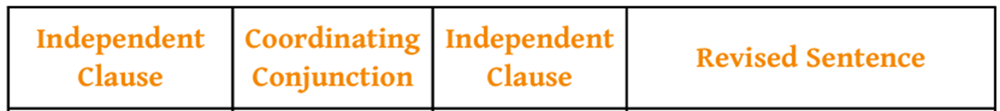 Independent
Clause
Coordinating
Conjunction
Independent
Clause
Revised Sentence